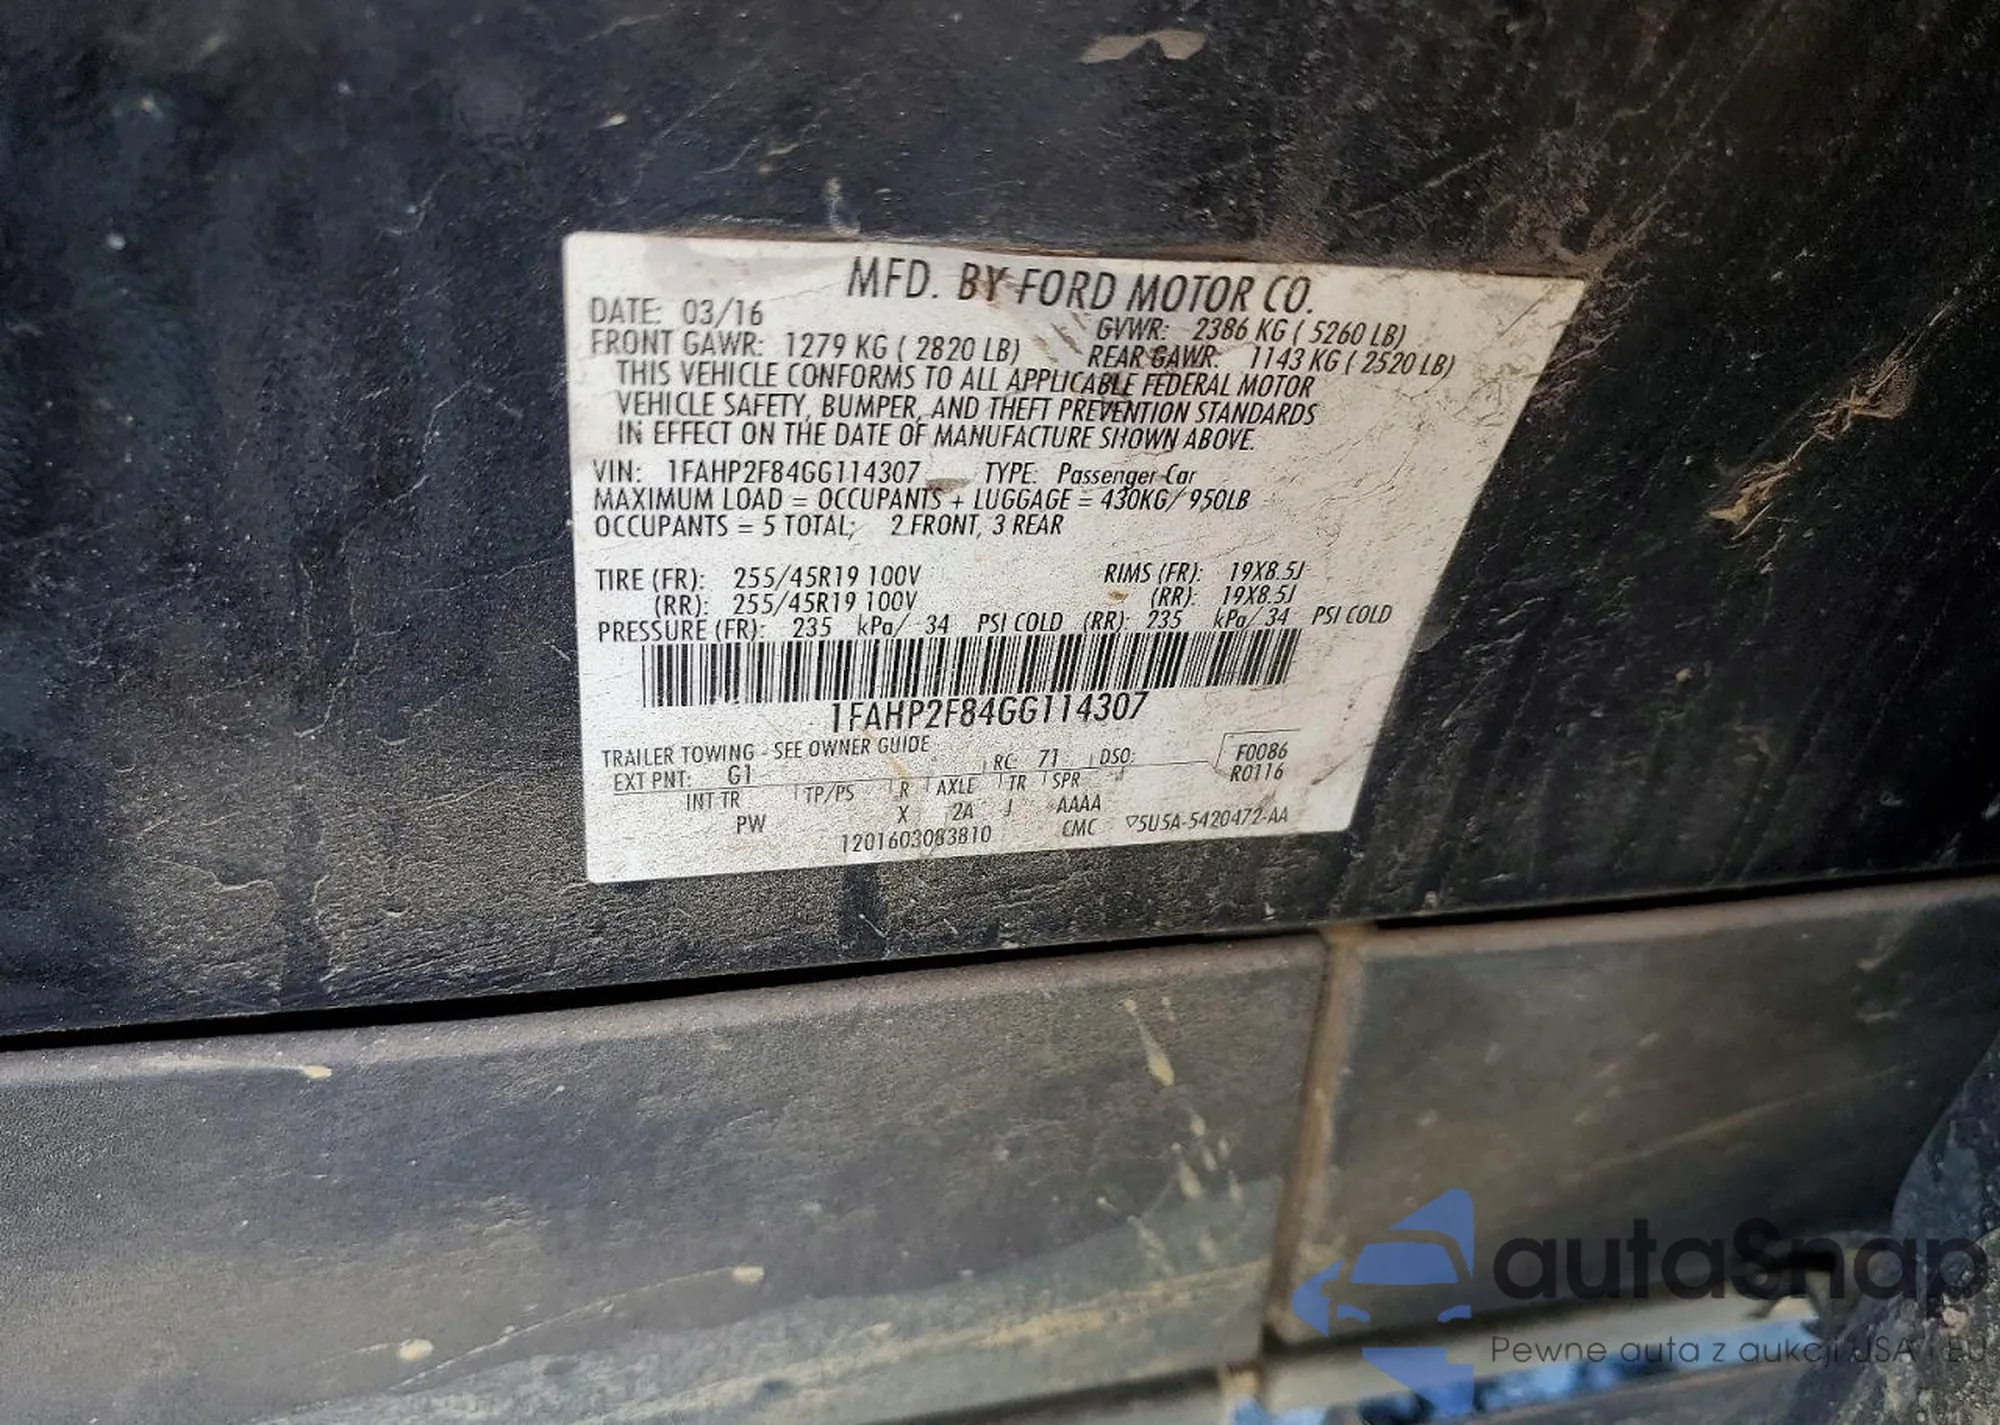 MFD. BY FORD MOTOR CO.
DATE: 03/16
GVWR: 2386 KG ( 5260 LB)
FRONT GAWR: 1279 KG ( 2820 LB)
REAR GAWR: 1143 KG ( 2520 LB)
THIS VEHICLE CONFORMS TO ALL APPLICABLE FEDERAL MOTOR
VEHICLE SAFETY, BUMPER, AND THEFT PREVENTION STANDARDS
IN EFFECT ON THE DATE OF MANUFACTURE SHOWN ABOVE.
VIN: 1FAHP2F84GG114307 TYPE: Passenger Car
MAXIMUM LOAD = OCCUPANTS + LUGGAGE = 430KG/ 950LB
OCCUPANTS = 5 TOTAL; 2 FRONT, 3 REAR
TIRE (FR): 255/45R19 100V RIMS (FR): 19X8.5J
(RR): 255/45R19 100V (RR): 19X8.5J
PRESSURE (FR): 235 kPa/ 34 PSI COLD (RR): 235 kPa/ 34 PSI COLD
1FAHP2F84GG114307
TRAILER TOWING - SEE OWNER GUIDE
EXT PNT: G1 RC: 71 DSO: F0086
R0116
INT TR TP/PS R AXLE TR SPR
PW X 2A J AAAA
1201603083810 CMC 5U5A-5420472-AA
autaSnap
Pewne auta z aukcji USA i EU